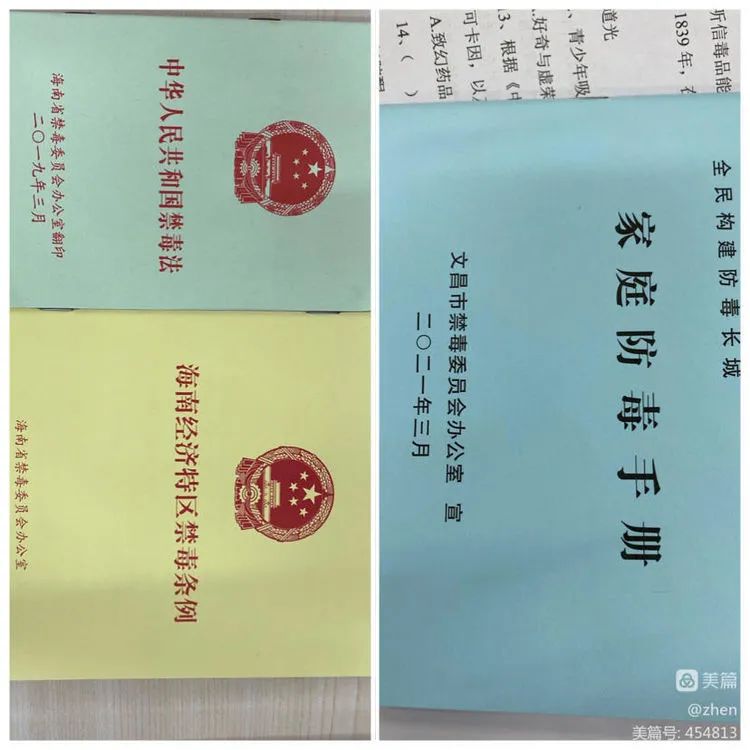 中华人民共和国禁毒法
海南省禁毒委员会办公室翻印
二〇一九年三月
海南经济特区禁毒条例
海南省禁毒委员会办公室
听信毒品能
1839年，在
道光
、青少年吸
.好奇与虚荣
13、根据《中
可卡因，以及
A.致幻药品
14、（ ）
全民构建防毒长城
家庭防毒手册
文昌市禁毒委员会办公室 宣
二〇二一年三月
美篇
@zhen
美篇号: 454813